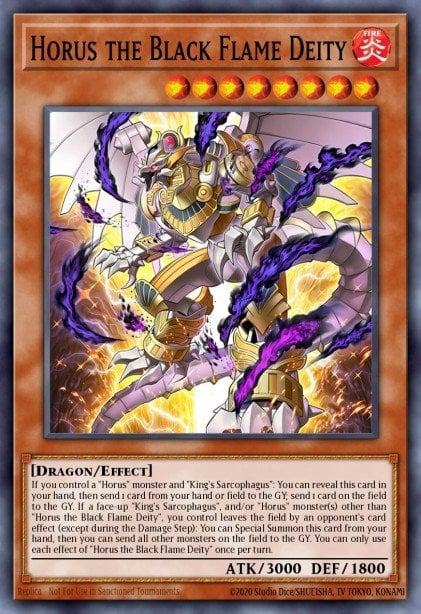 Horus the Black Flame Deity
FIRE
炎
[Dragon/Effect]
If you control a "Horus" monster and "King's Sarcophagus": You can reveal this card in
your hand, then send 1 card from your hand or field to the GY; send 1 card on the field
to the GY. If a face-up "King's Sarcophagus", and/or "Horus" monster(s) other than
"Horus the Black Flame Deity", you control leaves the field by an opponent's card
effect (except during the Damage Step): You can Special Summon this card from your
hand, then you can send all other monsters on the field to the GY. You can only use
each effect of "Horus the Black Flame Deity" once per turn.
ATK/3000 DEF/1800
Replica - Not For Use in Sanctioned Tournaments ©2020 Studio Dice/SHUEISHA, TV TOKYO, KONAMI